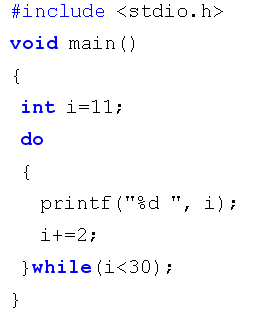 #include <stdio.h>
void main()
{
int i=11;
do
{
printf("%d ", i);
i+=2;
}while(i<30);
}